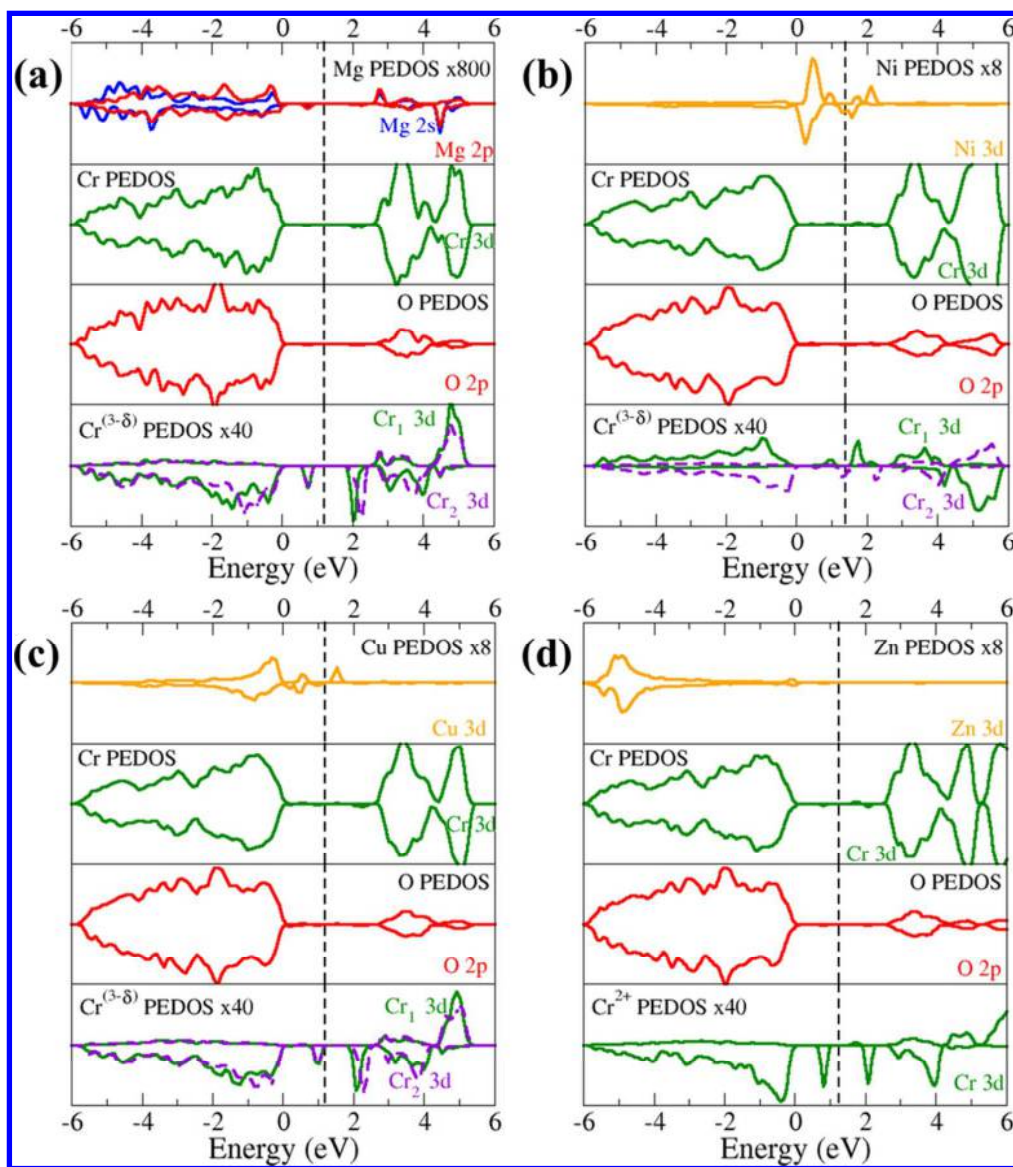 -6 -4 -2 0 2 4 6
-6 -4 -2 0 2 4 6
(a)
Mg PEDOS x800
Mg 2s
Mg 2p
Cr PEDOS
Cr 3d
O PEDOS
O 2p
Cr(3-δ) PEDOS x40
Cr1 3d
Cr2 3d
-6 -4 -2 0 2 4 6
Energy (eV)
(b)
Ni PEDOS x8
Ni 3d
Cr PEDOS
Cr 3d
O PEDOS
O 2p
Cr(3-δ) PEDOS x40
Cr1 3d
Cr2 3d
-6 -4 -2 0 2 4 6
Energy (eV)
-6 -4 -2 0 2 4 6
-6 -4 -2 0 2 4 6
(c)
Cu PEDOS x8
Cu 3d
Cr PEDOS
Cr 3d
O PEDOS
O 2p
Cr(3-δ) PEDOS x40
Cr1 3d
Cr2 3d
-6 -4 -2 0 2 4 6
Energy (eV)
(d)
Zn PEDOS x8
Zn 3d
Cr PEDOS
Cr 3d
O PEDOS
O 2p
Cr2+ PEDOS x40
Cr 3d
-6 -4 -2 0 2 4 6
Energy (eV)